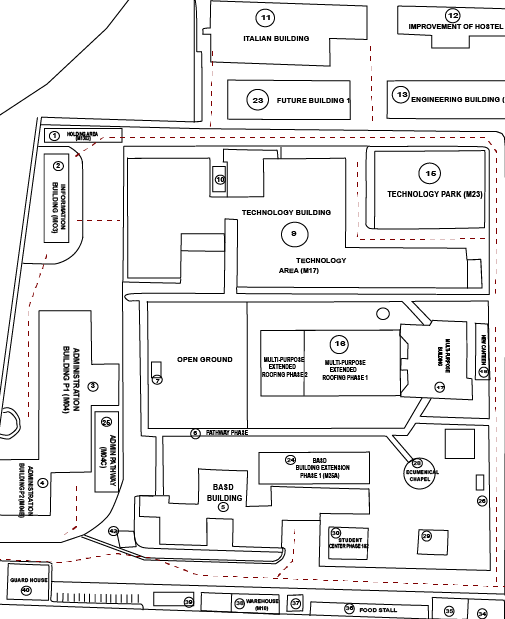 11
ITALIAN BUILDING
12
IMPROVEMENT OF HOSTEL
23 FUTURE BUILDING 1
13 ENGINEERING BUILDING (
1 HOLDING AREA
2
INFORMATION
BUILDING (M03)
10
15
TECHNOLOGY PARK (M23)
TECHNOLOGY BUILDING
9
TECHNOLOGY
AREA (M17)
OPEN GROUND
7
MULTI-PURPOSE
EXTENDED
ROOFING PHASE 2
16
MULTI-PURPOSE
EXTENDED
ROOFING PHASE 1
MULTI-PURPOSE
BUILDING
17
NEW CANTEEN
18
ADMINISTRATION
BUILDING P1 (M04)
3
25
ADMIN PATHWAY
(M04C)
6 PATHWAY PHASE
ADMINISTRATION
BUILDING P2 (M04B)
4
24 BASD
BUILDING EXTENSION
PHASE 1 (M26A)
BASD
BUILDING
5
ECUMENICAL
CHAPEL
26
30
STUDENT
CENTER PHASE 1&2
29
GUARD HOUSE
40
39
38 WAREHOUSE
(M10)
37
36 FOOD STALL
35
34